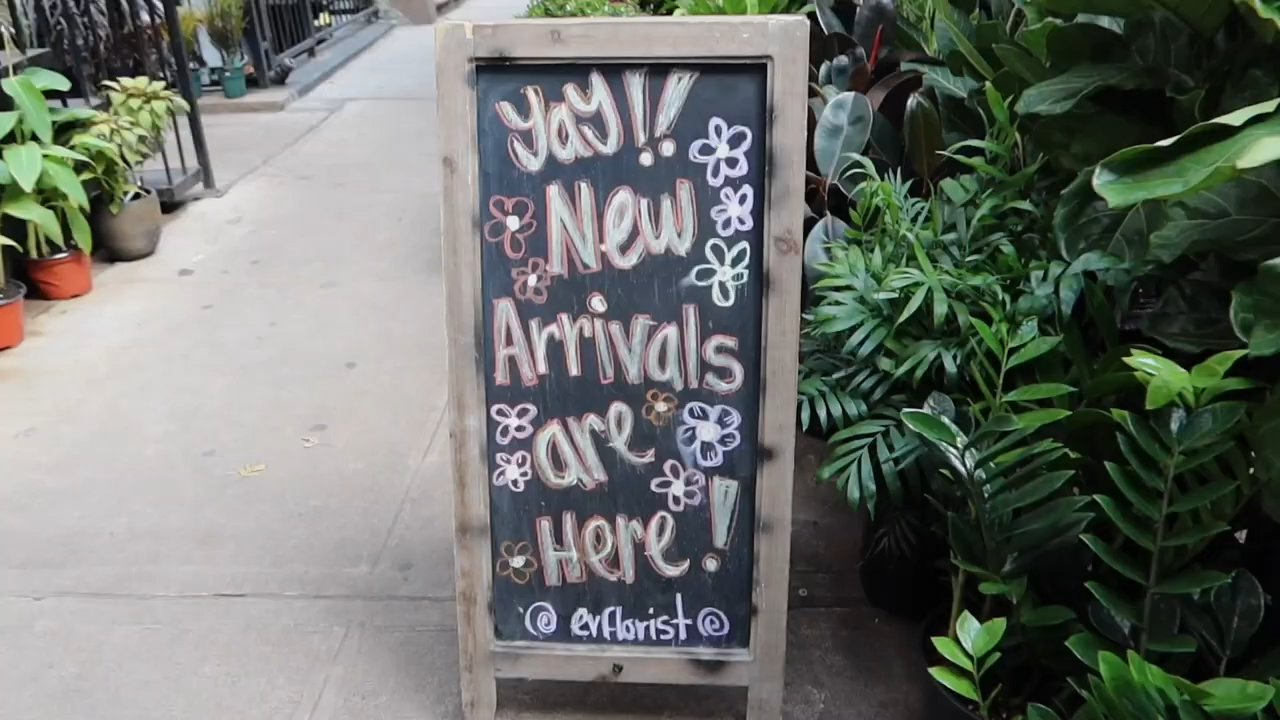 Yay!!
New
Arrivals
are
Here!
@ evflorist @